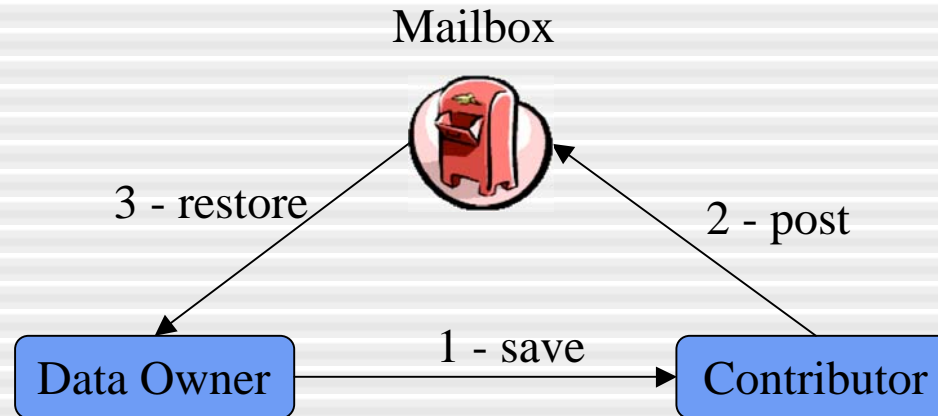 Mailbox
3 - restore
2 - post
1 - save
Data Owner
Contributor